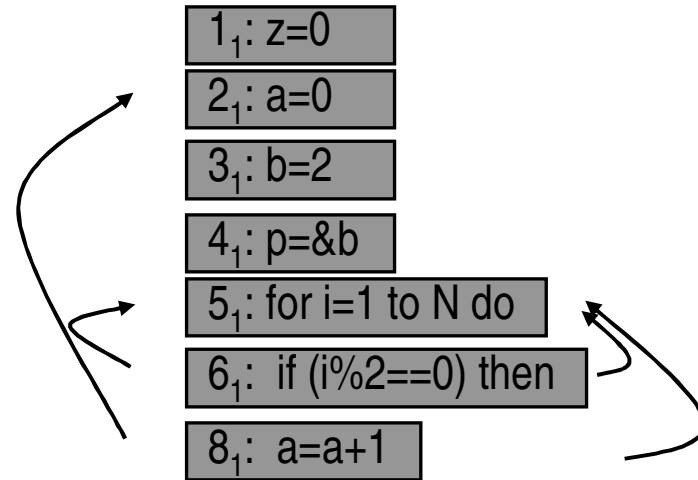 1₁: z=0
2₁: a=0
3₁: b=2
4₁: p=&b
5₁: for i=1 to N do
6₁: if (i%2==0) then
8₁: a=a+1